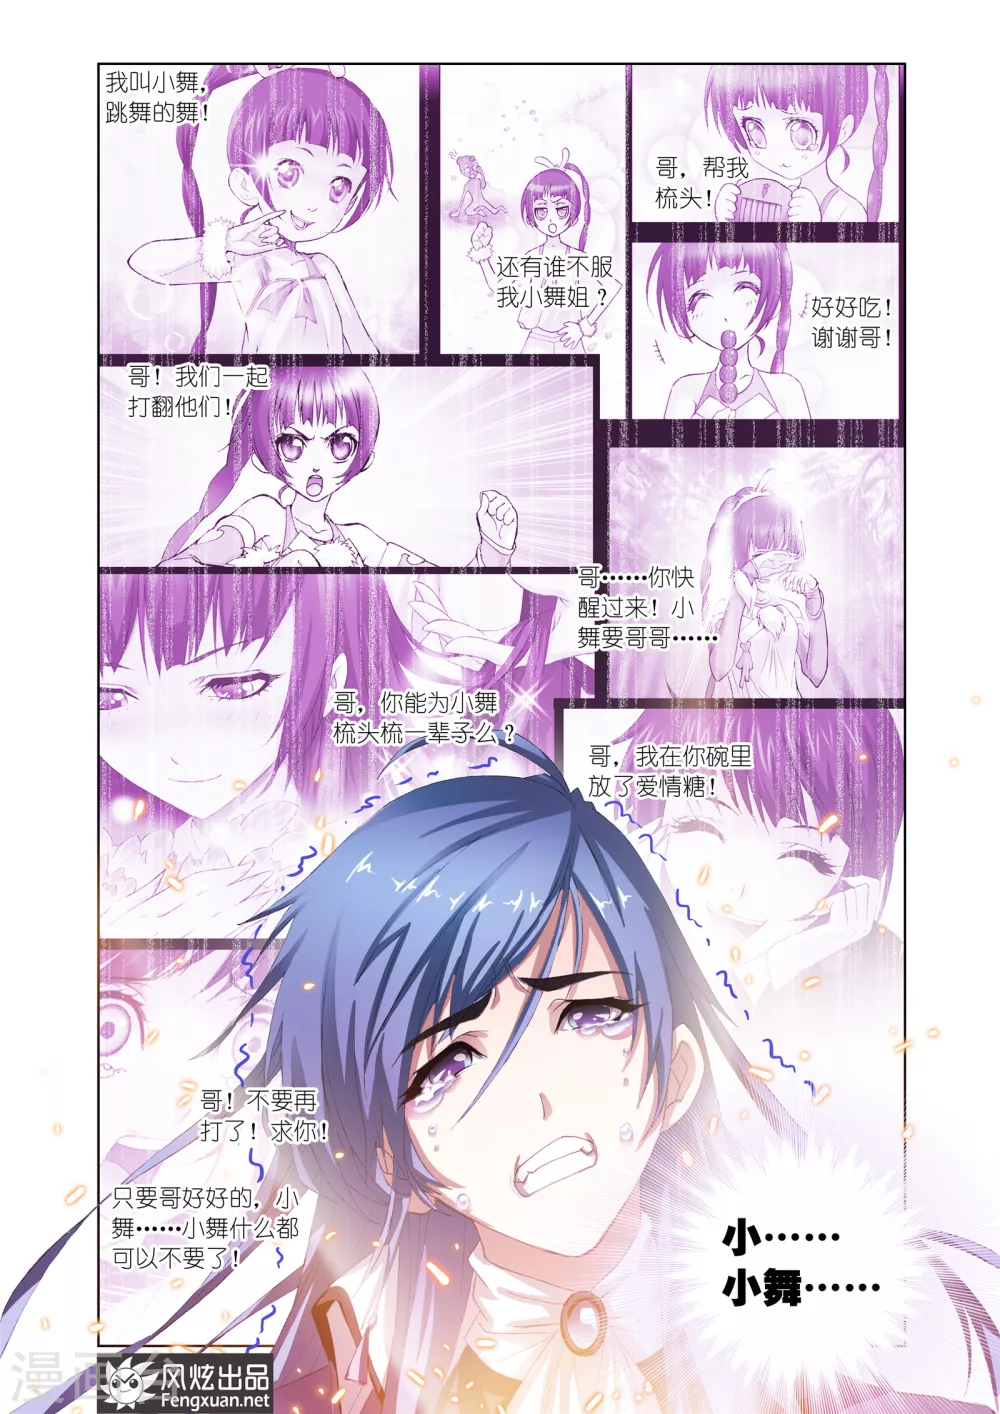 我叫小舞，
跳舞的舞！
还有谁不服
我小舞姐？
哥，帮我
梳头！
好好吃！
谢谢哥！
哥！我们一起
打翻他们！
哥……你快
醒过来！小
舞要哥哥……
哥，你能为小舞
梳头梳一辈子么？
哥，我在你碗里
放了爱情糖！
哥！不要再
打了！求你！
只要哥好好的，小
舞……小舞什么都
可以不要了！
小……
小舞……
漫画台
风炫出品
Fengxuan.net